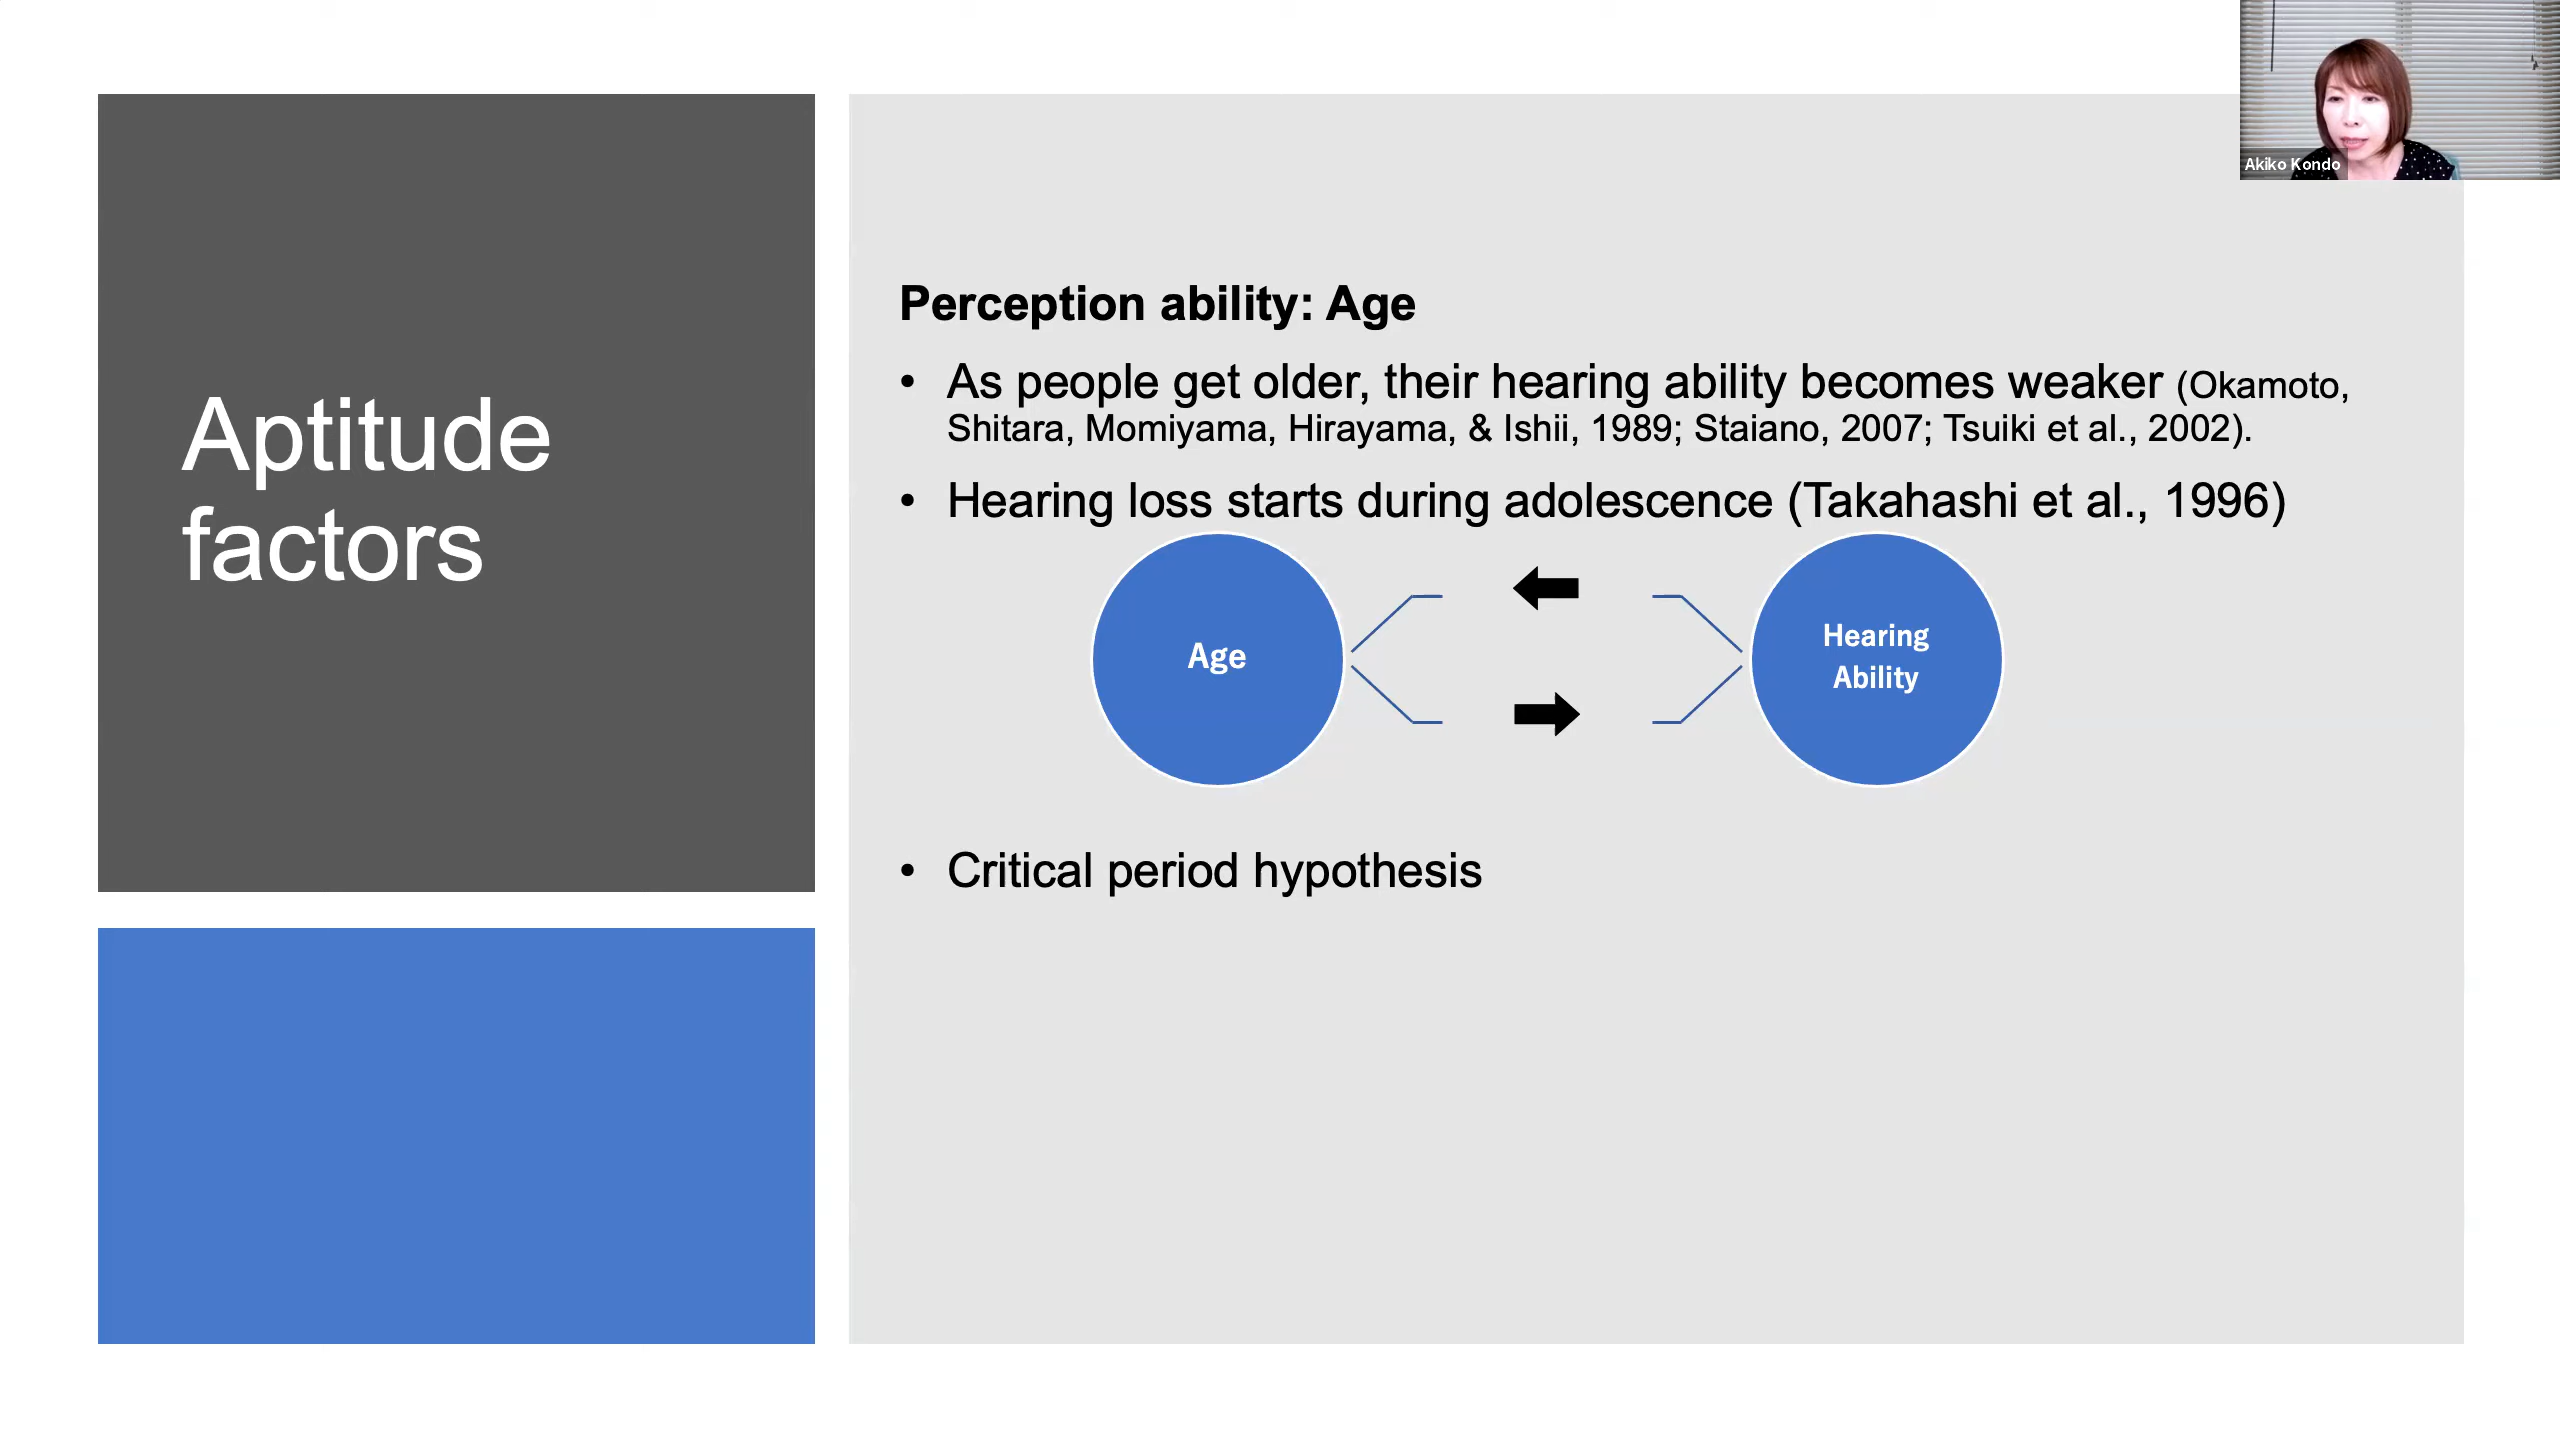 Akiko Kondo
Aptitude
factors
Perception ability: Age
• As people get older, their hearing ability becomes weaker (Okamoto,
Shitara, Momiyama, Hirayama, & Ishii, 1989; Staiano, 2007; Tsuiki et al., 2002).
• Hearing loss starts during adolescence (Takahashi et al., 1996)
Age
Hearing
Ability
• Critical period hypothesis